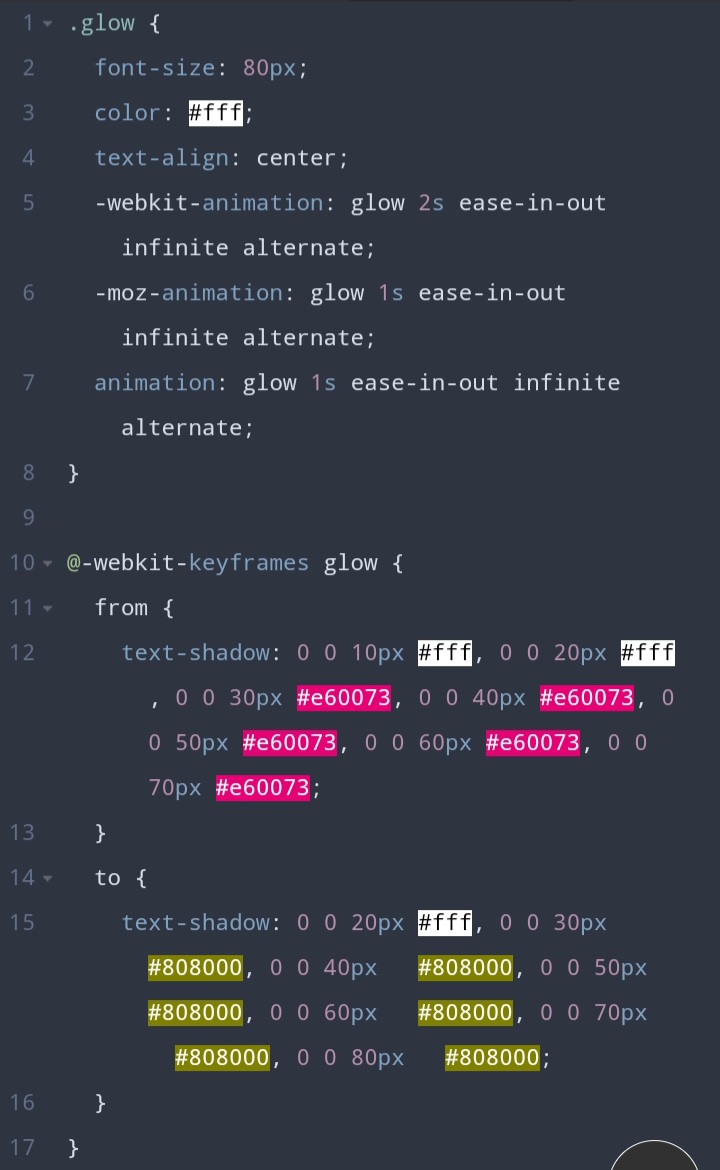 1 .glow {
2 font-size: 80px;
3 color: #fff;
4 text-align: center;
5 -webkit-animation: glow 2s ease-in-out
infinite alternate;
6 -moz-animation: glow 1s ease-in-out
infinite alternate;
7 animation: glow 1s ease-in-out infinite
alternate;
8 }
9
10 @-webkit-keyframes glow {
11 from {
12 text-shadow: 0 0 10px #fff, 0 0 20px #fff
, 0 0 30px #e60073, 0 0 40px #e60073, 0
0 50px #e60073, 0 0 60px #e60073, 0 0
70px #e60073;
13 }
14 to {
15 text-shadow: 0 0 20px #fff, 0 0 30px
#808000, 0 0 40px #808000, 0 0 50px
#808000, 0 0 60px #808000, 0 0 70px
#808000, 0 0 80px #808000;
16 }
17 }